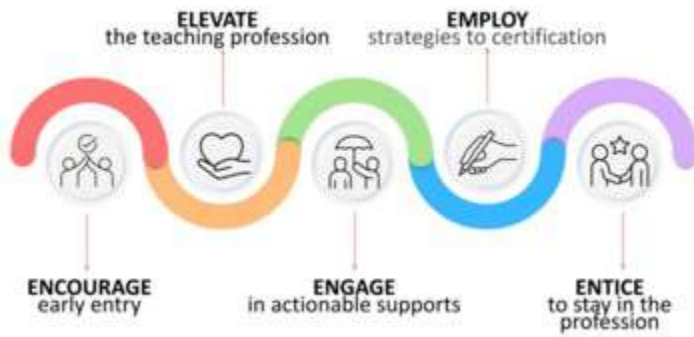 ELEVATE
the teaching profession
EMPLOY
strategies to certification
ENCOURAGE
early entry
ENGAGE
in actionable supports
ENTICE
to stay in the
profession